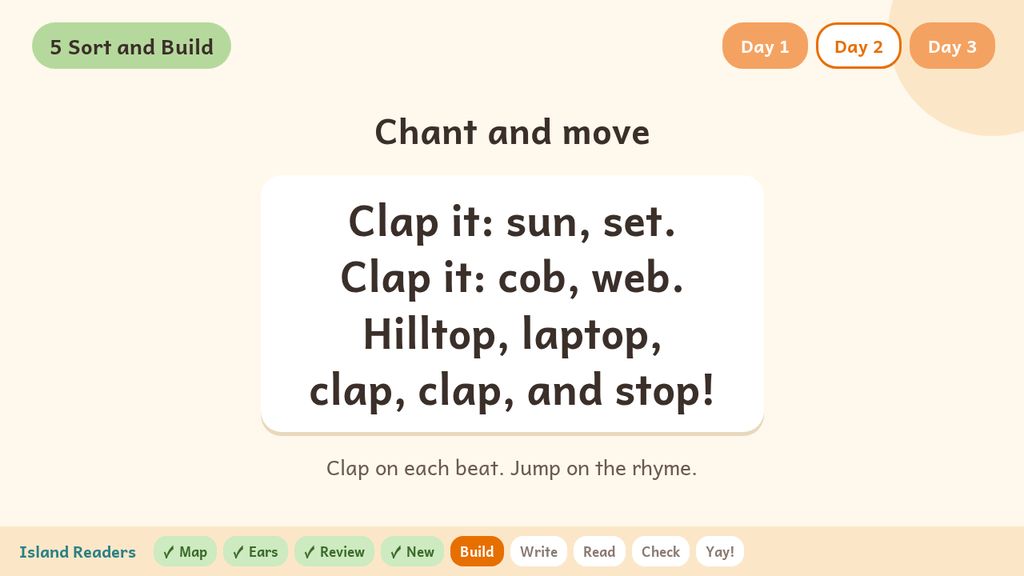 5 Sort and Build
Day 1
Day 2
Day 3
Chant and move
Clap it: sun, set.
Clap it: cob, web.
Hilltop, laptop,
clap, clap, and stop!
Clap on each beat. Jump on the rhyme.
Island Readers
✓ Map
✓ Ears
✓ Review
✓ New
Build
Write
Read
Check
Yay!